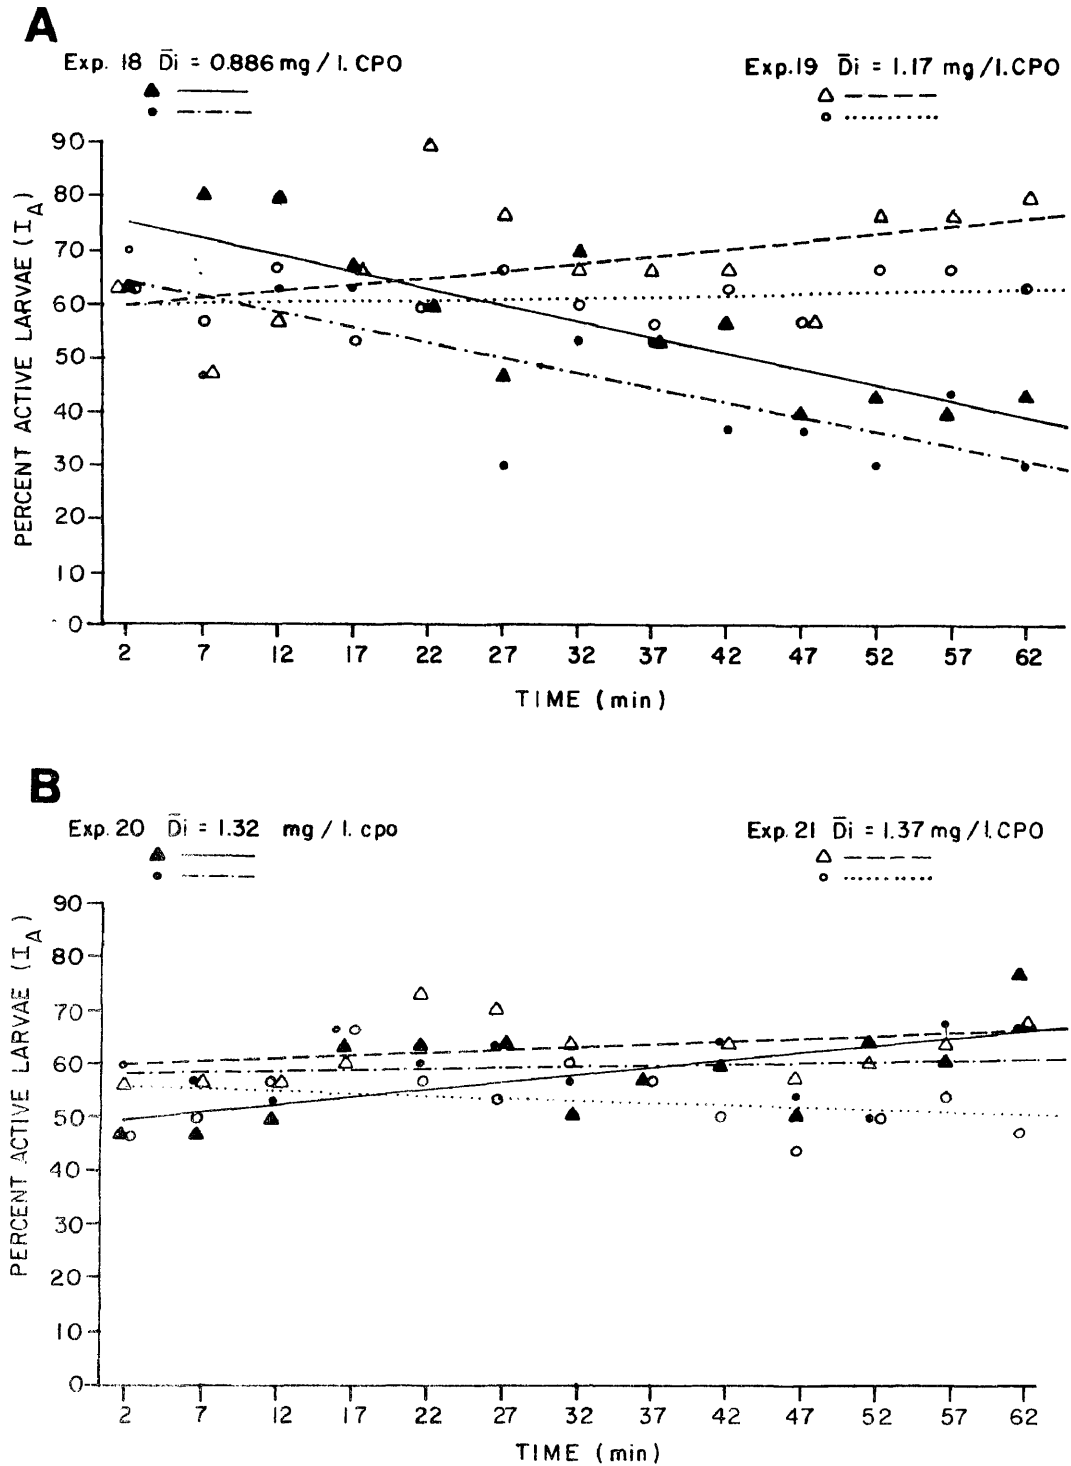 A
Exp. 18 D̄i = 0.886 mg / l. CPO
Exp.19 D̄i = 1.17 mg /l.CPO
PERCENT ACTIVE LARVAE (IA)
90
80
70
60
50
40
30
20
10
0
2 7 12 17 22 27 32 37 42 47 52 57 62
TIME (min)
B
Exp. 20 D̄i = 1.32 mg / l. cpo
Exp. 21 D̄i = 1.37 mg / l. CPO
PERCENT ACTIVE LARVAE (IA)
90
80
70
60
50
40
30
20
10
0
2 7 12 17 22 27 32 37 42 47 52 57 62
TIME (min)